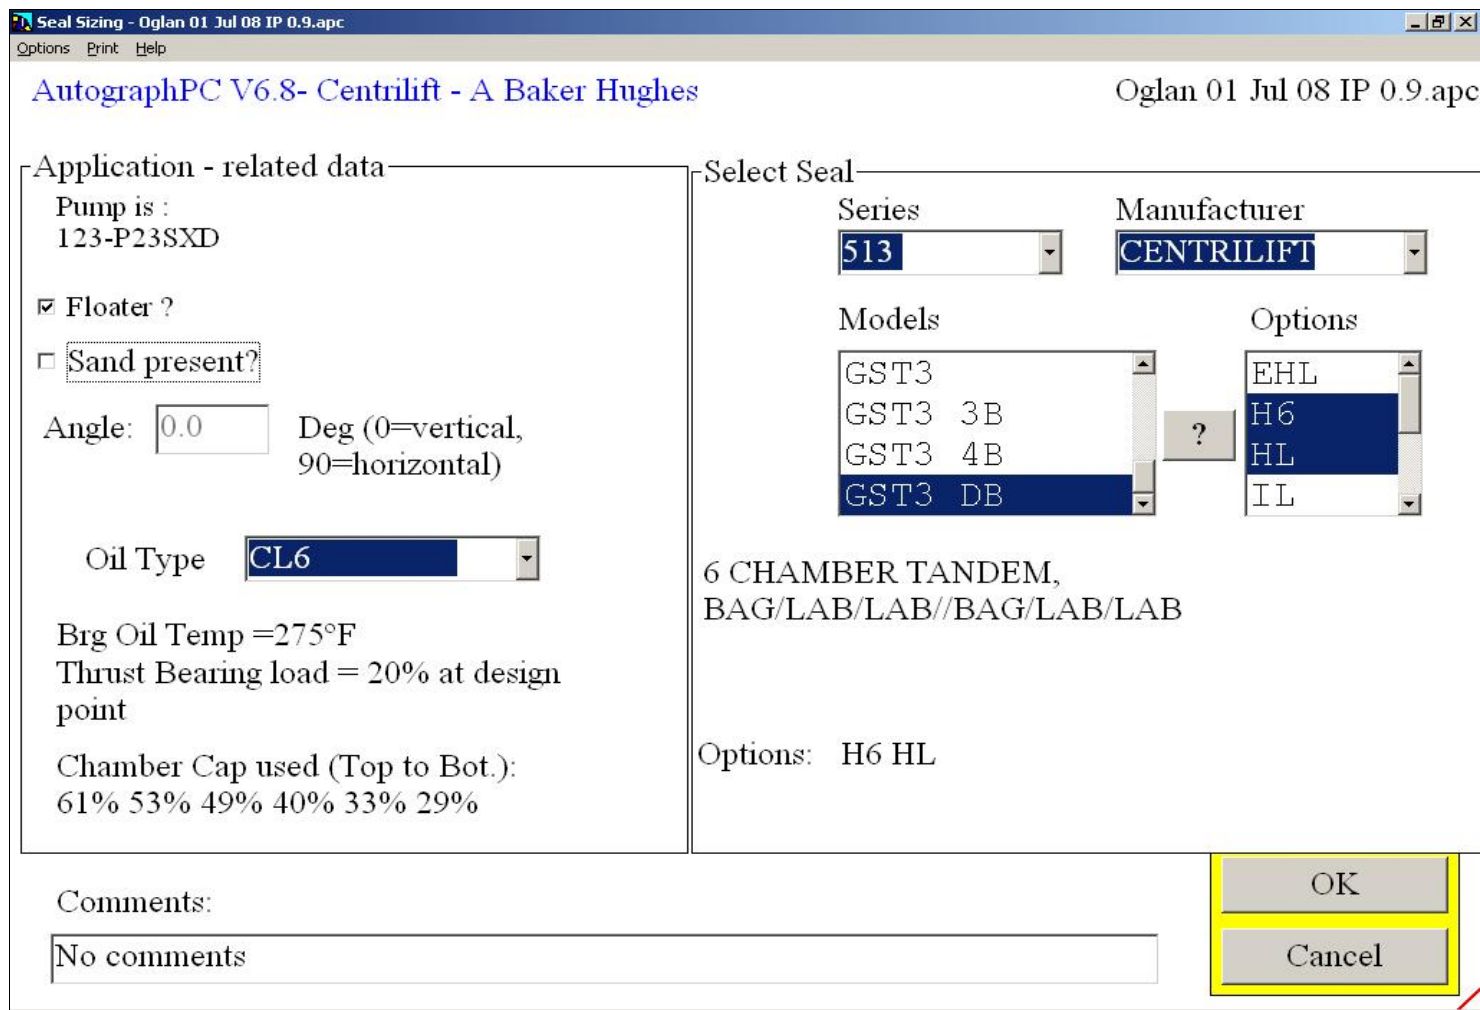 Seal Sizing - Oglan 01 Jul 08 IP 0.9.apc
Options Print Help
AutographPC V6.8- Centrilift - A Baker Hughes
Oglan 01 Jul 08 IP 0.9.apc
Application - related data
Pump is :
123-P23SXD
Floater ?
Sand present?
Angle: 0.0 Deg (0=vertical,
90=horizontal)
Oil Type CL6
Brg Oil Temp =275°F
Thrust Bearing load = 20% at design
point
Chamber Cap used (Top to Bot.):
61% 53% 49% 40% 33% 29%
Select Seal
Series Manufacturer
513 CENTRILIFT
Models Options
GST3 EHL
GST3 3B H6
?
GST3 4B HL
GST3 DB IL
6 CHAMBER TANDEM,
BAG/LAB/LAB//BAG/LAB/LAB
Options: H6 HL
Comments:
No comments
OK
Cancel